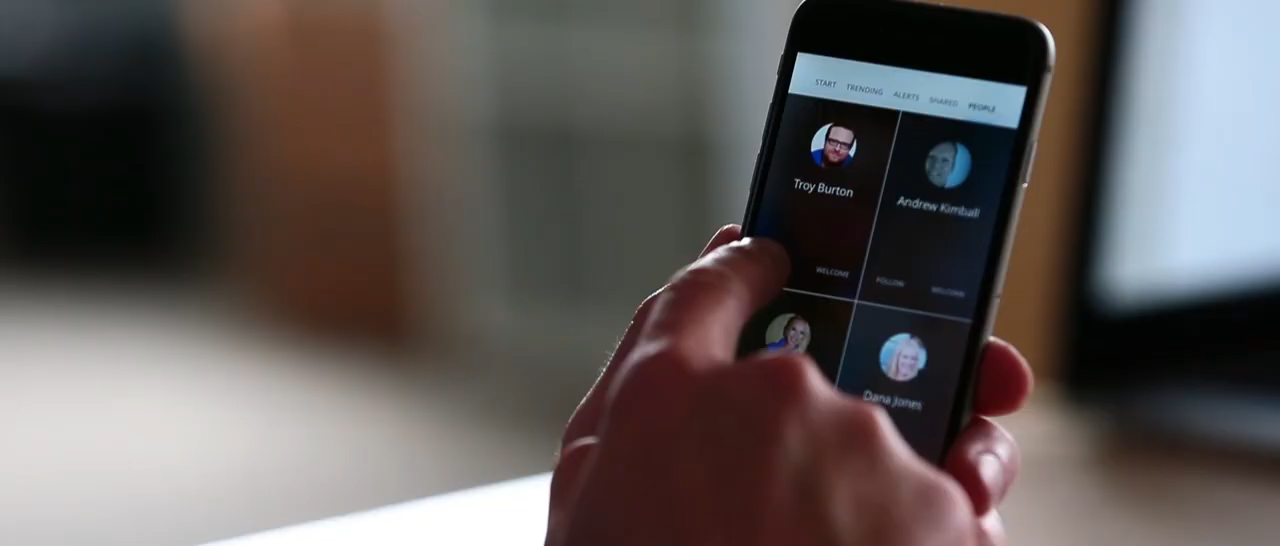 START TRENDING ALERTS SHARED PEOPLE
Troy Burton
Andrew Kimball
WELCOME
FOLLOW WELCOME
Dana Jones